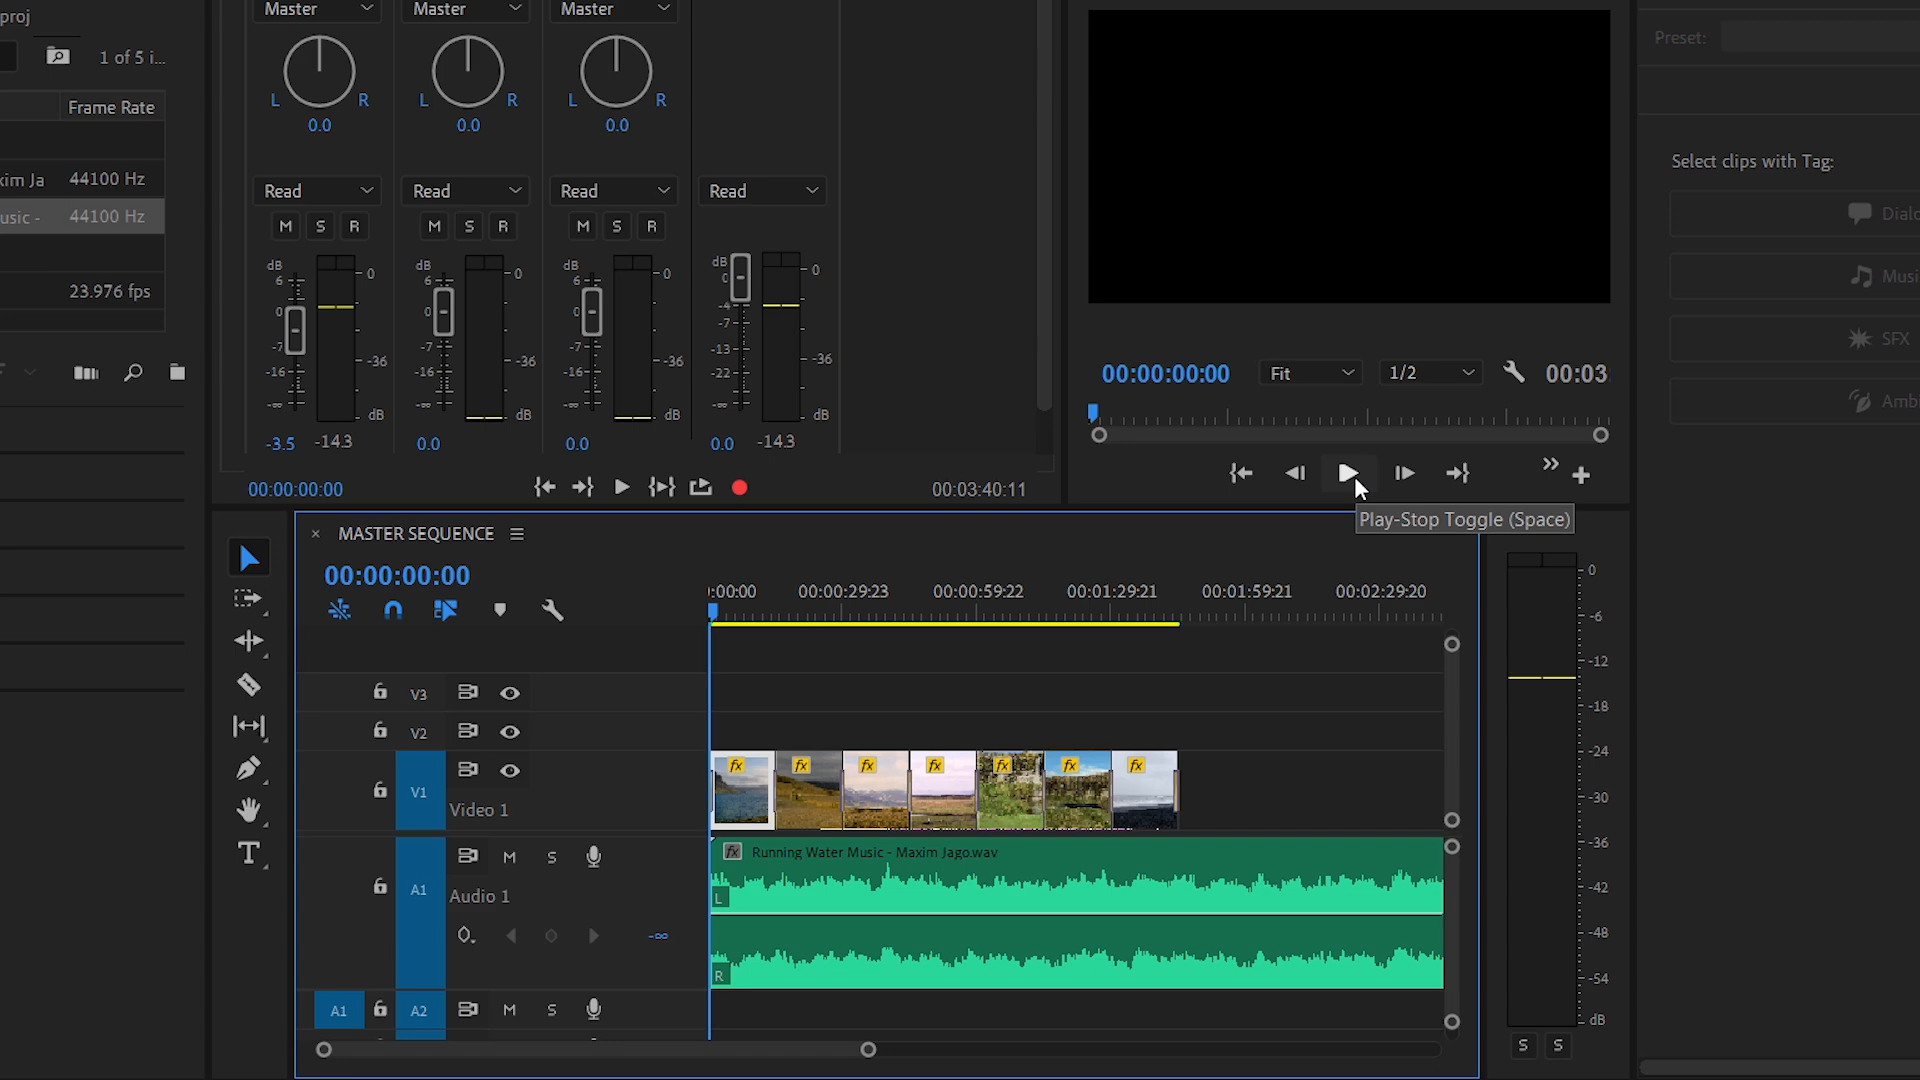 proj
1 of 5 i...
Frame Rate
xim Ja 44100 Hz
usic - 44100 Hz
23.976 fps
Master Master Master
L R L R L R
0.0 0.0 0.0
Read Read Read Read
M S R M S R M S R
dB 6 0 -7 -16 -∞ 0 -36 dB
dB 6 0 -7 -16 -∞ 0 -36 dB
dB 6 0 -7 -16 -∞ 0 -36 dB
dB 0 -4 -7 -13 -22 -∞ 0 -36 dB
-3.5 -14.3 0.0 0.0 0.0 -14.3
00:00:00:00 00:03:40:11
00:00:00:00 Fit 1/2 00:03
Play-Stop Toggle (Space)
Preset:
Select clips with Tag:
Dialo
Musi
SFX
Ambi
× MASTER SEQUENCE
00:00:00:00
:00:00 00:00:29:23 00:00:59:22 00:01:29:21 00:01:59:21 00:02:29:20
V3
V2
fx fx fx fx fx fx fx
V1
Video 1
fx Running Water Music - Maxim Jago.wav
M S
A1
Audio 1
L
-∞
R
A1 A2 M S
T
0
-6
-12
-18
-24
-30
-36
-42
-48
-54
dB
S S